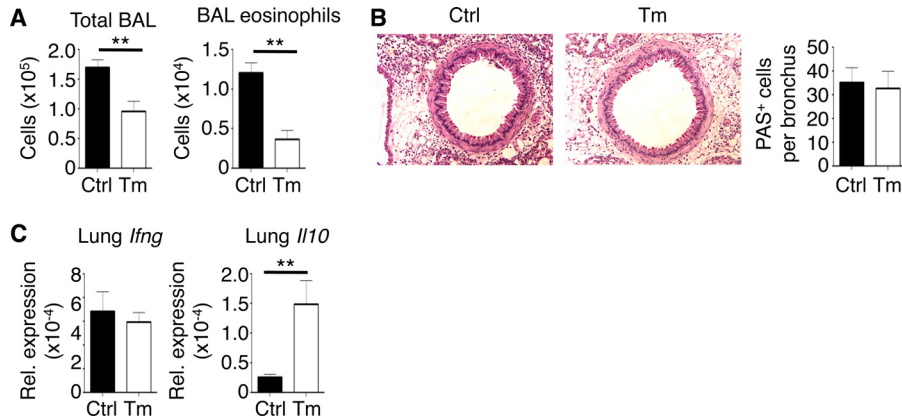 A
Total BAL
**
Cells (x10⁵)
2.0
1.5
1.0
0.5
0
Ctrl Tm
BAL eosinophils
**
Cells (x10⁴)
1.5
1.0
0.5
0
Ctrl Tm
B
Ctrl
Tm
PAS⁺ cells
per bronchus
50
40
30
20
10
0
Ctrl Tm
C
Lung Ifng
Rel. expression
(x10⁻⁴)
8
6
4
2
0
Ctrl Tm
Lung Il10
**
Rel. expression
(x10⁻⁴)
2.0
1.5
1.0
0.5
0
Ctrl Tm